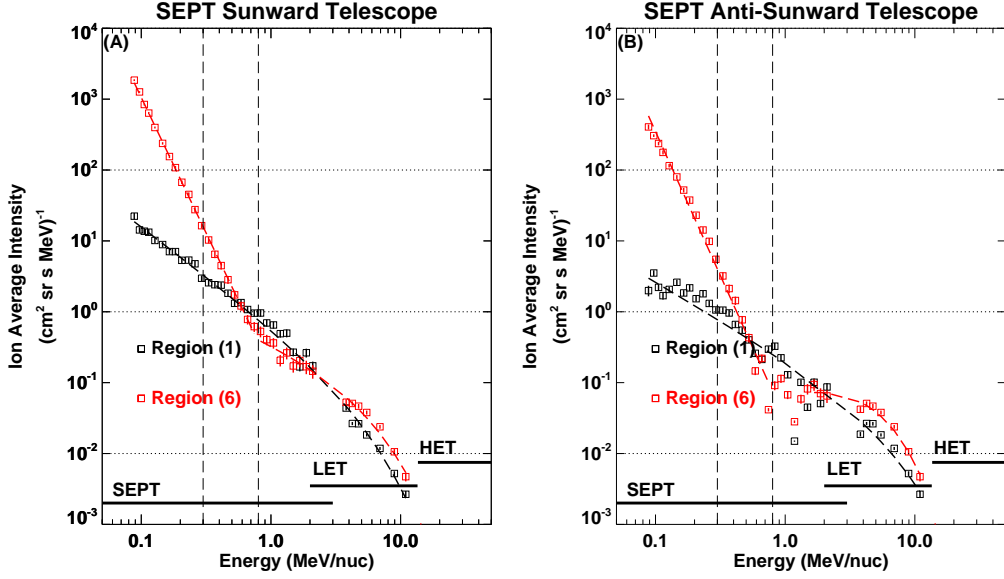 SEPT Sunward Telescope
(A)
Ion Average Intensity
(cm² sr s MeV)⁻¹
10⁴
10³
10²
10¹
10⁰
10⁻¹
10⁻²
10⁻³
Region (1)
Region (6)
HET
LET
SEPT
0.1
1.0
10.0
Energy (MeV/nuc)
SEPT Anti-Sunward Telescope
(B)
Ion Average Intensity
(cm² sr s MeV)⁻¹
10⁴
10³
10²
10¹
10⁰
10⁻¹
10⁻²
10⁻³
Region (1)
Region (6)
HET
LET
SEPT
0.1
1.0
10.0
Energy (MeV/nuc)